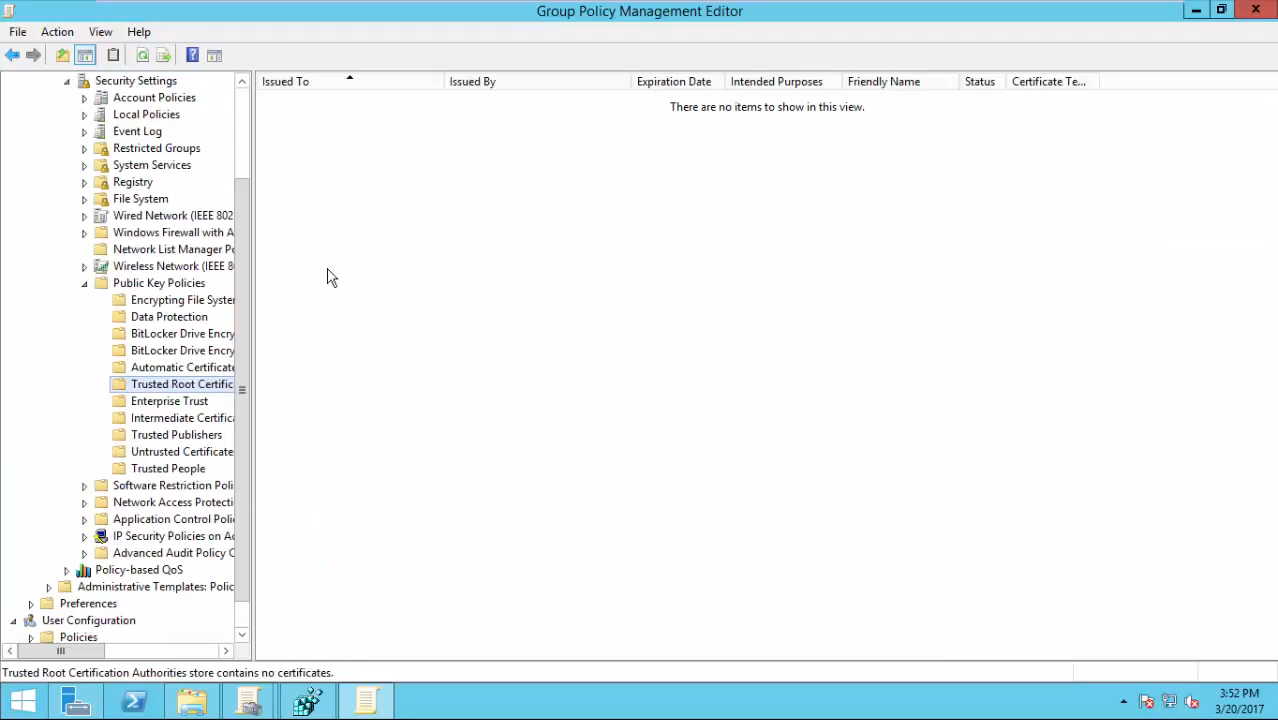 Group Policy Management Editor
File Action View Help
Issued To Issued By Expiration Date Intended Purposes Friendly Name Status Certificate Te...
There are no items to show in this view.
Security Settings
Account Policies
Local Policies
Event Log
Restricted Groups
System Services
Registry
File System
Wired Network (IEEE 802
Windows Firewall with A
Network List Manager Po
Wireless Network (IEEE 8
Public Key Policies
Encrypting File Syster
Data Protection
BitLocker Drive Encry
BitLocker Drive Encry
Automatic Certificate
Trusted Root Certific
Enterprise Trust
Intermediate Certifica
Trusted Publishers
Untrusted Certificate
Trusted People
Software Restriction Poli
Network Access Protecti
Application Control Poli
IP Security Policies on Ac
Advanced Audit Policy C
Policy-based QoS
Administrative Templates: Polic
Preferences
User Configuration
Policies
Trusted Root Certification Authorities store contains no certificates.
3:52 PM
3/20/2017